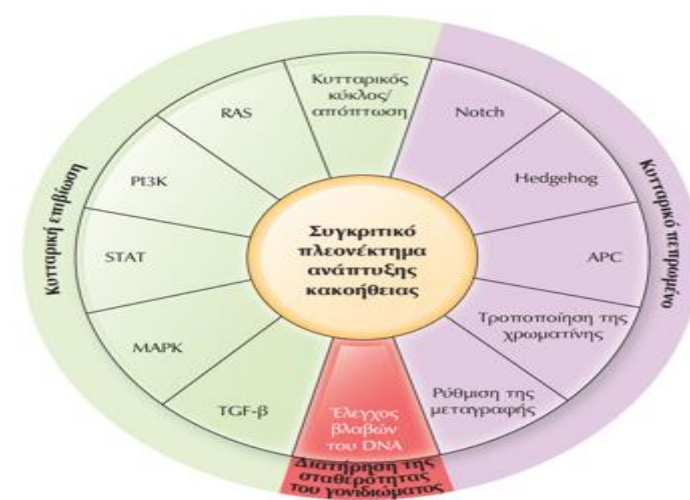 Κυτταρικός
κύκλος/
απόπτωση
Notch
Hedgehog
APC
Τροποποίηση της
χρωματίνης
Ρύθμιση της
μεταγραφής
Έλεγχος
βλαβών
του DNA
TGF-β
MAPK
STAT
PI3K
RAS
Συγκριτικό
πλεονέκτημα
ανάπτυξης
κακοήθειας
Κυτταρική επιβίωση
Κυτταρικό πεπρωμένο
Διατήρηση της
σταθερότητας
του γονιδιώματος